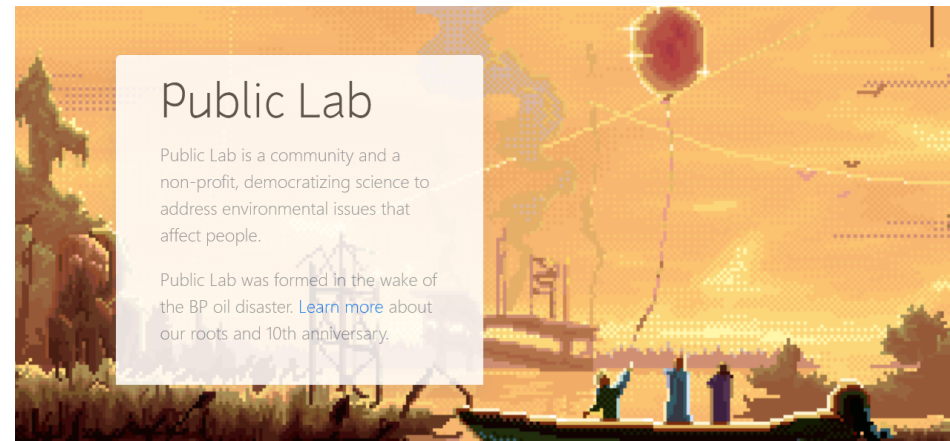 Public Lab
Public Lab is a community and a
non-profit, democratizing science to
address environmental issues that
affect people.
Public Lab was formed in the wake of
the BP oil disaster. Learn more about
our roots and 10th anniversary.